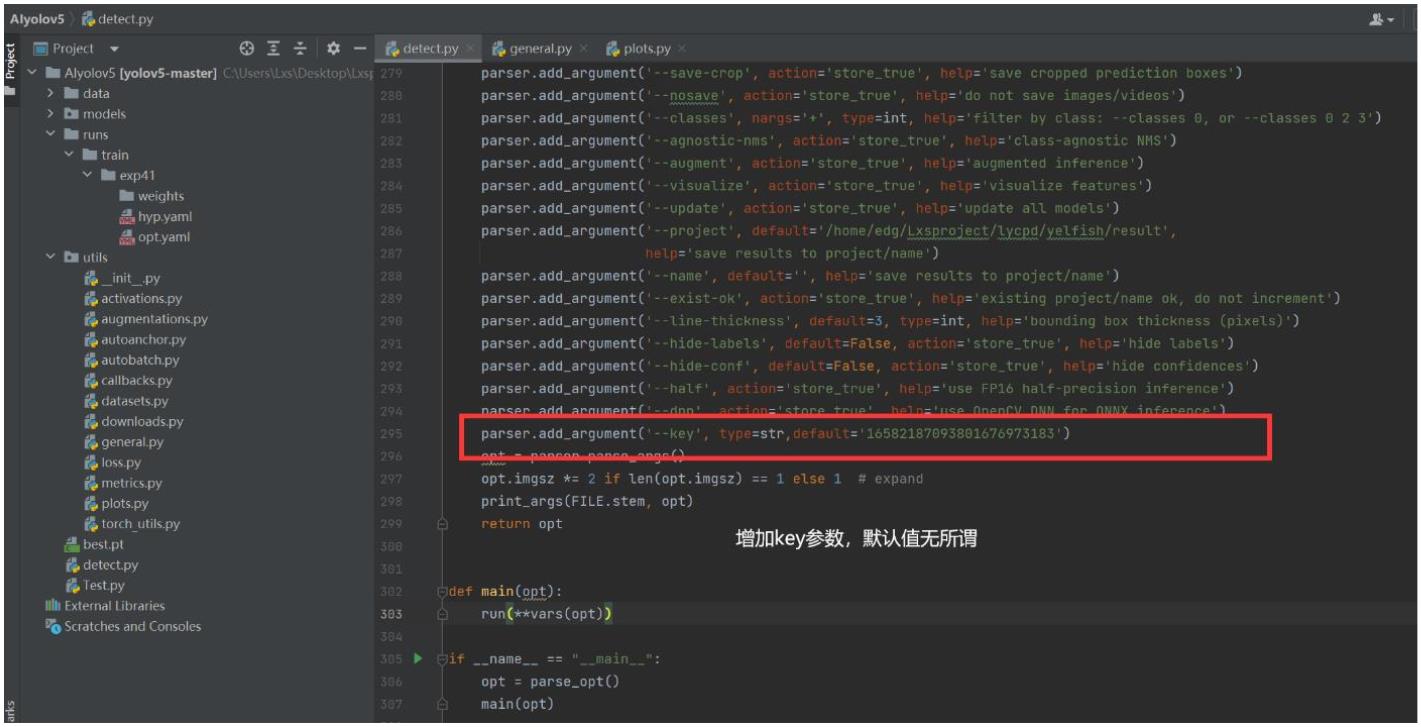 AIyolov5 detect.py
Project
detect.py
general.py
plots.py
Project
AIyolov5 [yolov5-master] C:\Users\Lxs\Desktop\Lxsp
data
models
runs
train
exp41
weights
hyp.yaml
opt.yaml
utils
__init__.py
activations.py
augmentations.py
autoanchor.py
autobatch.py
callbacks.py
datasets.py
downloads.py
general.py
loss.py
metrics.py
plots.py
torch_utils.py
best.pt
detect.py
Test.py
External Libraries
Scratches and Consoles
arks
279 parser.add_argument('--save-crop', action='store_true', help='save cropped prediction boxes')
280 parser.add_argument('--nosave', action='store_true', help='do not save images/videos')
281 parser.add_argument('--classes', nargs='+', type=int, help='filter by class: --classes 0, or --classes 0 2 3')
282 parser.add_argument('--agnostic-nms', action='store_true', help='class-agnostic NMS')
283 parser.add_argument('--augment', action='store_true', help='augmented inference')
284 parser.add_argument('--visualize', action='store_true', help='visualize features')
285 parser.add_argument('--update', action='store_true', help='update all models')
286 parser.add_argument('--project', default='/home/edg/Lxsproject/lycpd/yelfish/result',
287 help='save results to project/name')
288 parser.add_argument('--name', default='', help='save results to project/name')
289 parser.add_argument('--exist-ok', action='store_true', help='existing project/name ok, do not increment')
290 parser.add_argument('--line-thickness', default=3, type=int, help='bounding box thickness (pixels)')
291 parser.add_argument('--hide-labels', default=False, action='store_true', help='hide labels')
292 parser.add_argument('--hide-conf', default=False, action='store_true', help='hide confidences')
293 parser.add_argument('--half', action='store_true', help='use FP16 half-precision inference')
294 parser.add_argument('--dnn', action='store_true', help='use OpenCV DNN for ONNX inference')
295 parser.add_argument('--key', type=str,default='16582187093801676973183')
296 opt = parser.parse_args()
297 opt.imgsz *= 2 if len(opt.imgsz) == 1 else 1 # expand
298 print_args(FILE.stem, opt)
299 return opt
增加key参数，默认值无所谓
300
301
302 def main(opt):
303 run(**vars(opt))
304
305 if __name__ == "__main__":
306 opt = parse_opt()
307 main(opt)